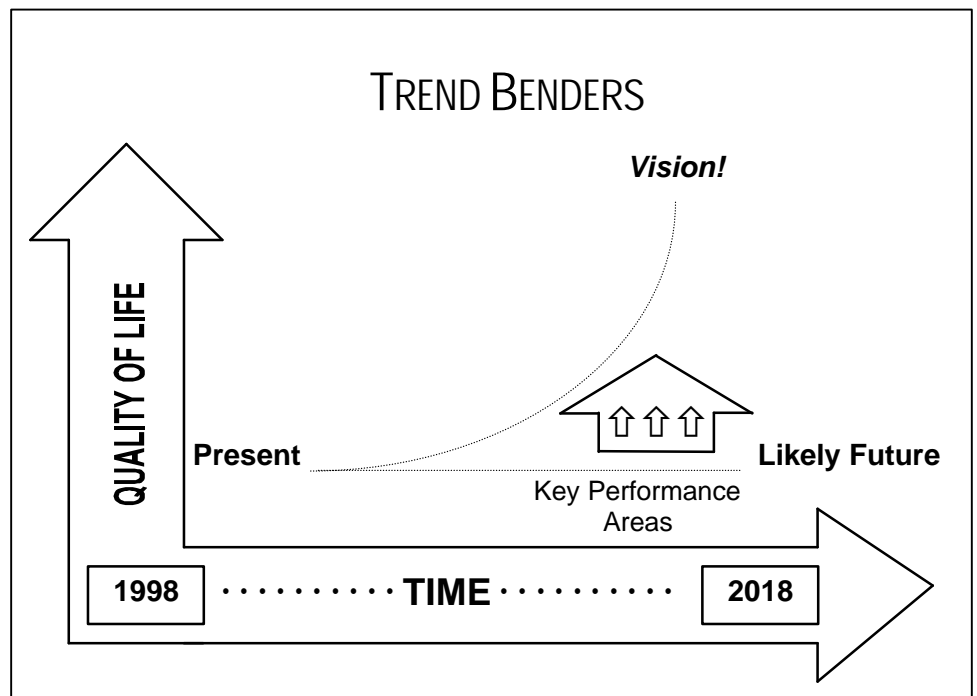 TREND BENDERS
Vision!
QUALITY OF LIFE
Present
Likely Future
Key Performance
Areas
1998 · · · · · · · · · · TIME · · · · · · · · · · 2018